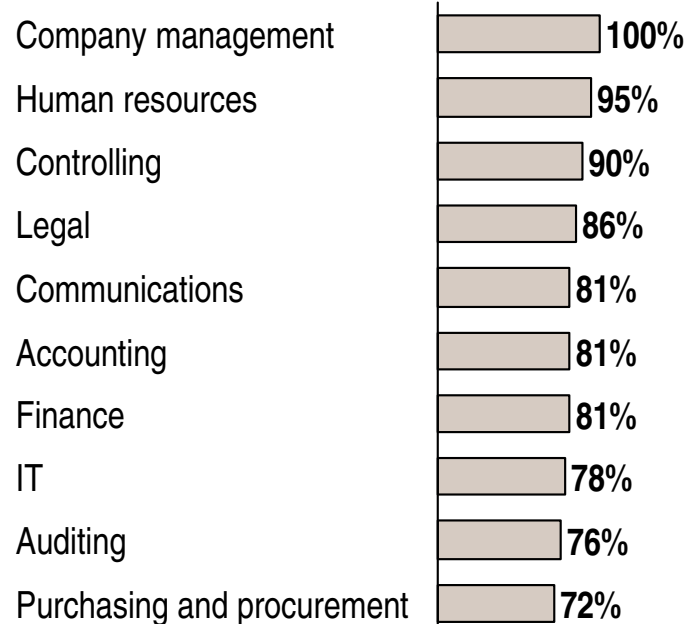 Company management 100%
Human resources 95%
Controlling 90%
Legal 86%
Communications 81%
Accounting 81%
Finance 81%
IT 78%
Auditing 76%
Purchasing and procurement 72%